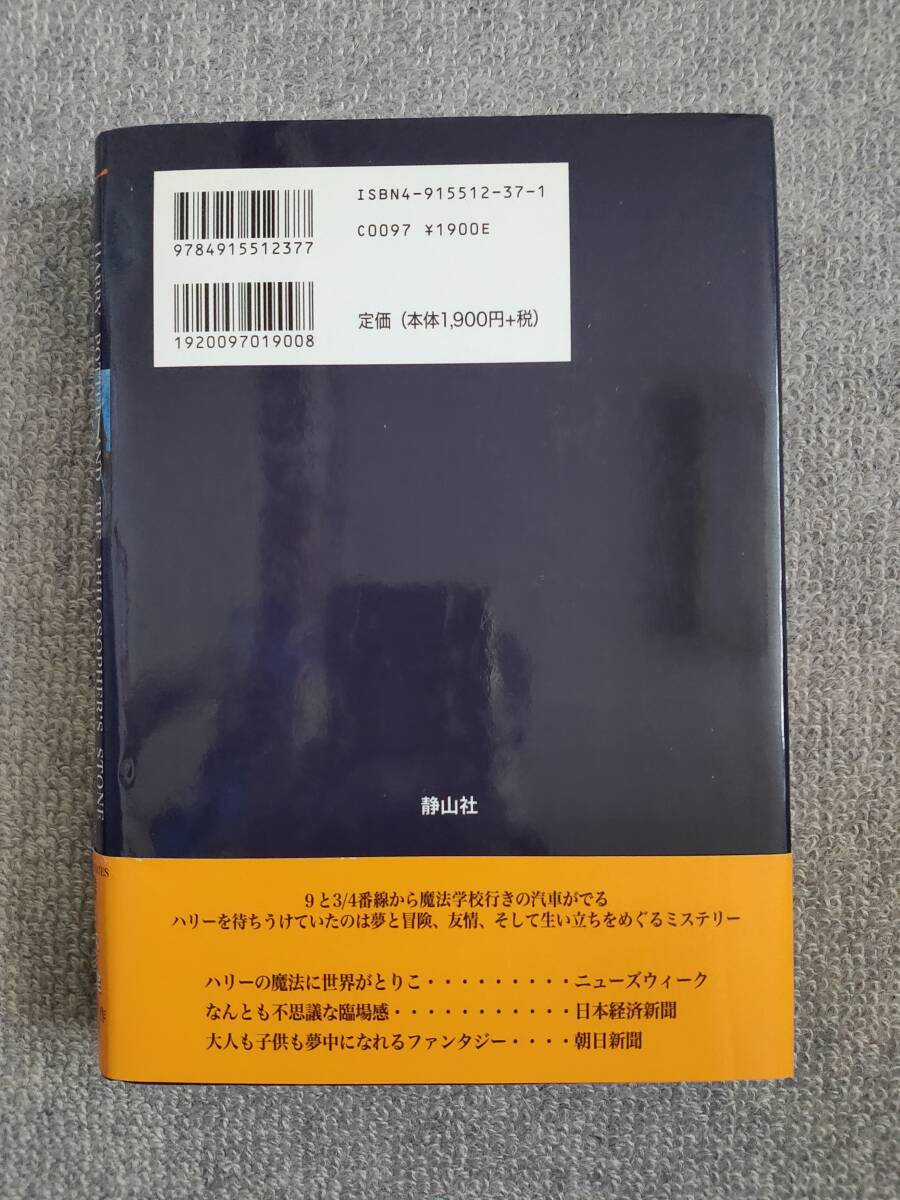 ISBN4-915512-37-1
C0097 ¥1900E
9784915512377
1920097019008
定価（本体1,900円+税）
静山社
9と3/4番線から魔法学校行きの汽車がでる
ハリーを待ちうけていたのは夢と冒険、友情、そして生い立ちをめぐるミステリー
ハリーの魔法に世界がとりこ・・・・・・・・・ニューズウィーク
なんとも不思議な臨場感・・・・・・・・・・・日本経済新聞
大人も子供も夢中になれるファンタジー・・・・朝日新聞
HARRY POTTER AND THE PHILOSOPHER'S STONE